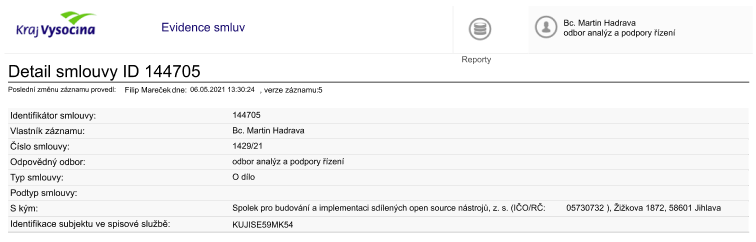 Kraj Vysočina
Evidence smluv
Reporty
Bc. Martin Hadrava
odbor analýz a podpory řízení
Detail smlouvy ID 144705
Poslední změnu záznamu provedl: Filip Mareček dne: 06.05.2021 13:30:24 , verze záznamu:5
Identifikátor smlouvy: 144705
Vlastník záznamu: Bc. Martin Hadrava
Číslo smlouvy: 1429/21
Odpovědný odbor: odbor analýz a podpory řízení
Typ smlouvy: O dílo
Podtyp smlouvy:
S kým: Spolek pro budování a implementaci sdílených open source nástrojů, z. s. (IČO/RČ: 05730732 ), Žižkova 1872, 58601 Jihlava
Identifikace subjektu ve spisové službě: KUJISE59MK54